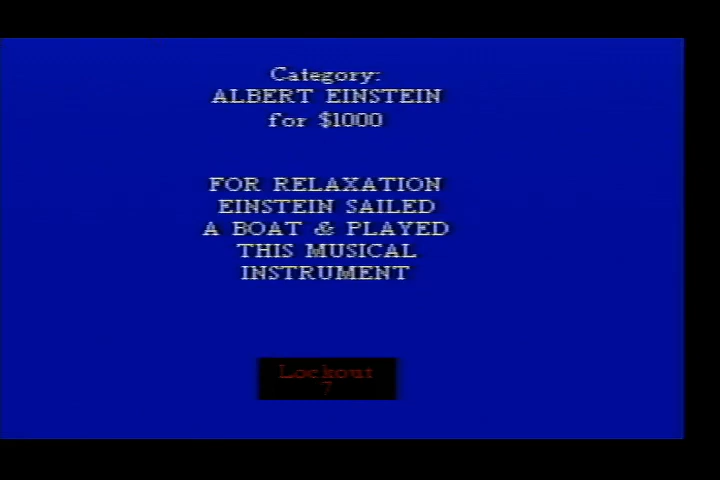 Category:
ALBERT EINSTEIN
for $1000
FOR RELAXATION
EINSTEIN SAILED
A BOAT & PLAYED
THIS MUSICAL
INSTRUMENT
Lockout
7